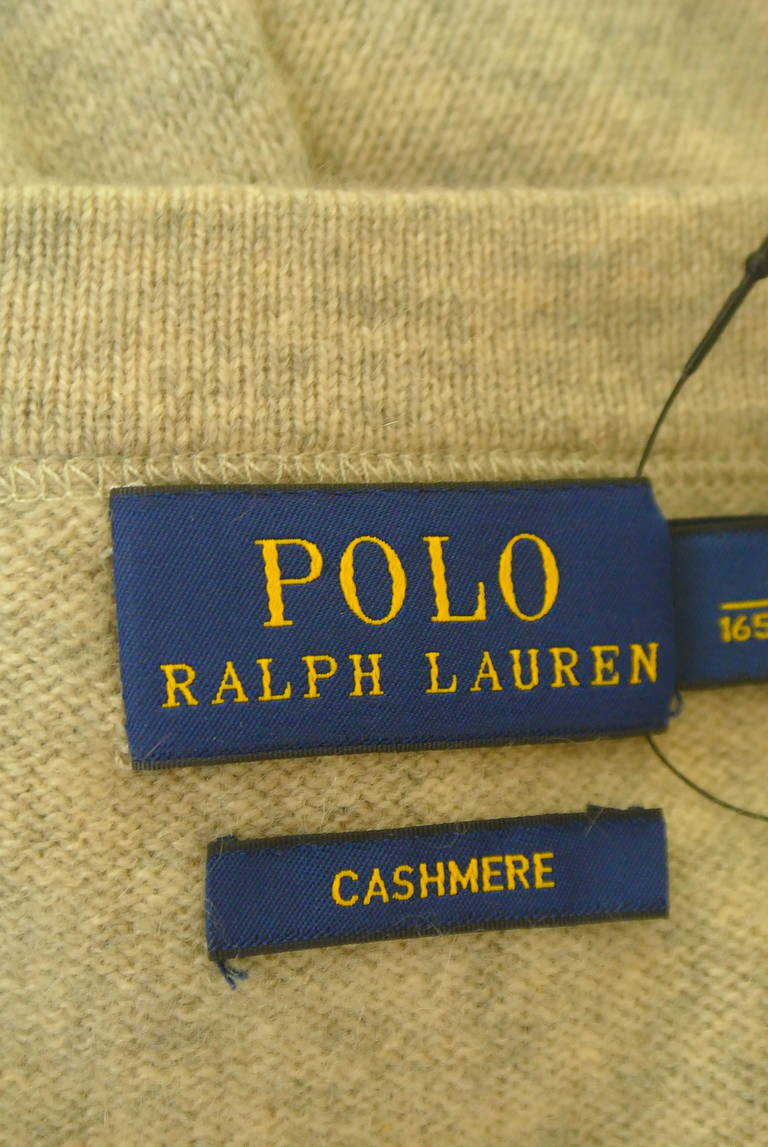 POLO
RALPH LAUREN
165
CASHMERE